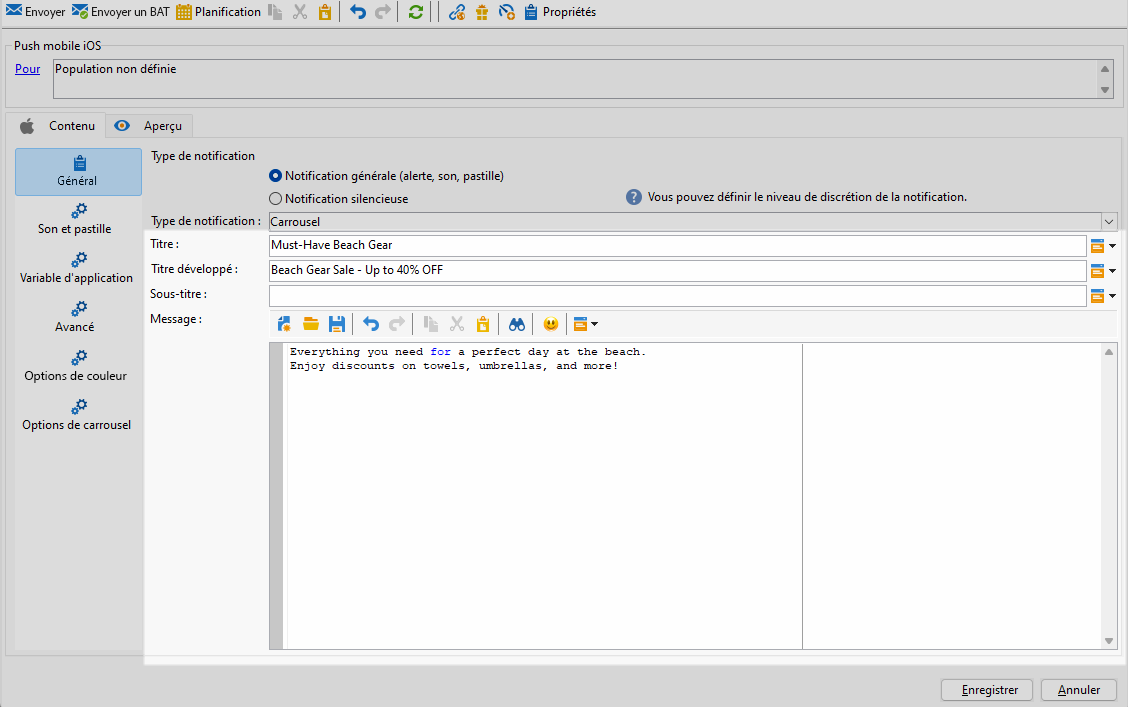 Envoyer Envoyer un BAT Planification Propriétés
Push mobile iOS
Pour Population non définie
Contenu Aperçu
Général
Son et pastille
Variable d'application
Avancé
Options de couleur
Options de carrousel
Type de notification
Notification générale (alerte, son, pastille)
Notification silencieuse
? Vous pouvez définir le niveau de discrétion de la notification.
Type de notification : Carrousel
Titre : Must-Have Beach Gear
Titre développé : Beach Gear Sale - Up to 40% OFF
Sous-titre :
Message :
Everything you need for a perfect day at the beach.
Enjoy discounts on towels, umbrellas, and more!
Enregistrer Annuler